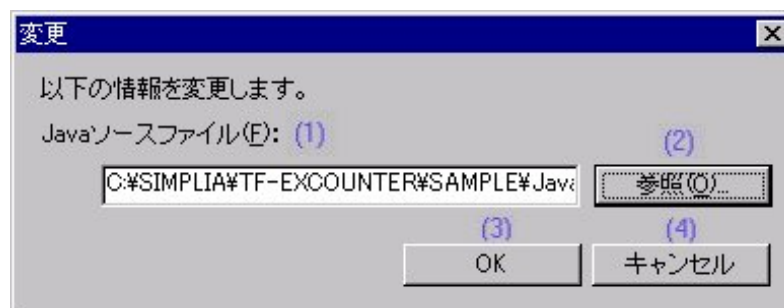 変更
以下の情報を変更します。
Javaソースファイル(F): (1)
(2)
C:¥SIMPLIA¥TF-EXCOUNTER¥SAMPLE¥Java
参照(O)...
(3) (4)
OK キャンセル